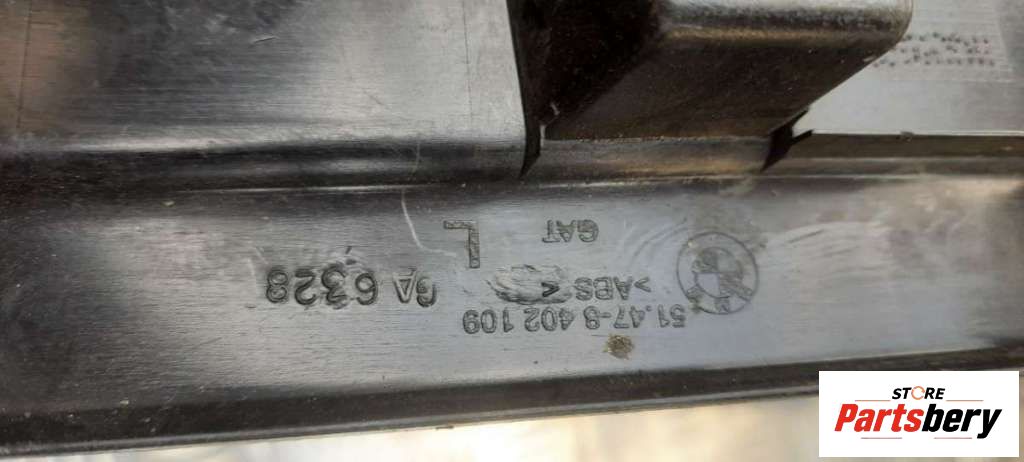 51.47-8 402 109
>ABS<
GAT
L
GA 6328
STORE
Partsbery